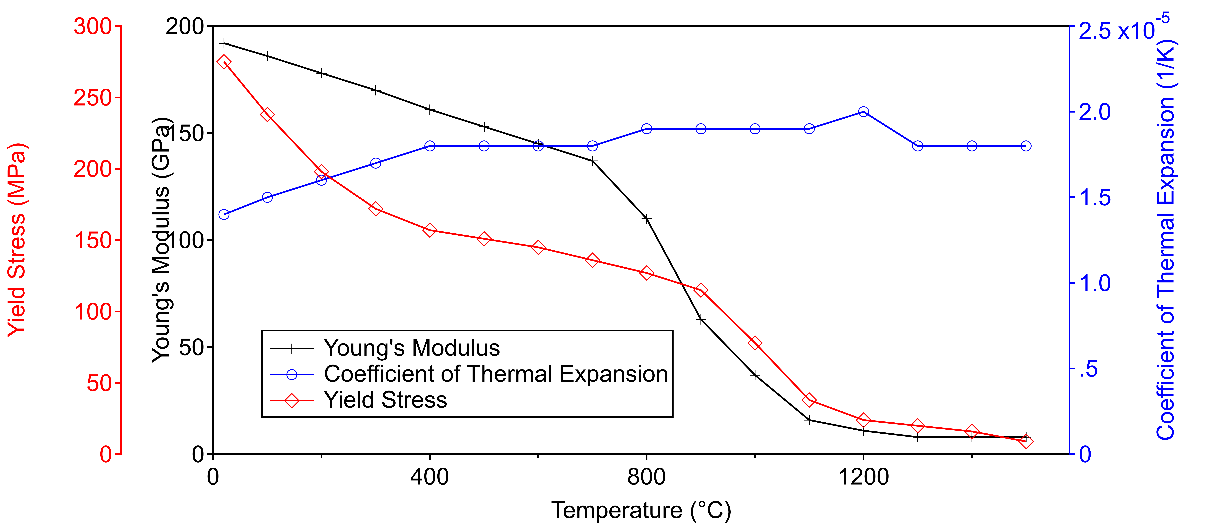 300
250
200
150
100
50
0
Yield Stress (MPa)
200
150
100
50
0
Young's Modulus (GPa)
2.5 x10-5
2.0
1.5
1.0
.5
0
Coefficient of Thermal Expansion (1/K)
Young's Modulus
Coefficient of Thermal Expansion
Yield Stress
0 400 800 1200
Temperature (°C)